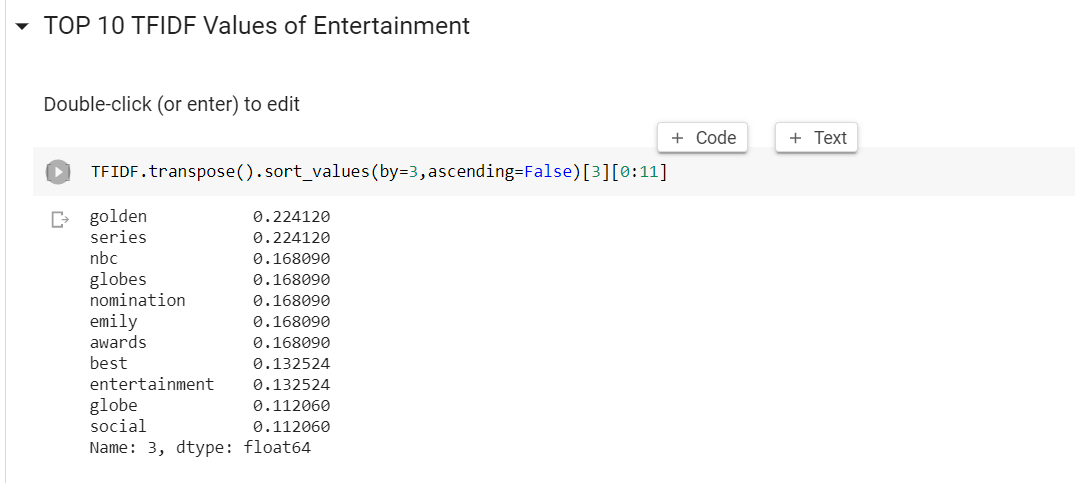 TOP 10 TFIDF Values of Entertainment
Double-click (or enter) to edit
+ Code + Text
TFIDF.transpose().sort_values(by=3,ascending=False)[3][0:11]
golden 0.224120
series 0.224120
nbc 0.168090
globes 0.168090
nomination 0.168090
emily 0.168090
awards 0.168090
best 0.132524
entertainment 0.132524
globe 0.112060
social 0.112060
Name: 3, dtype: float64